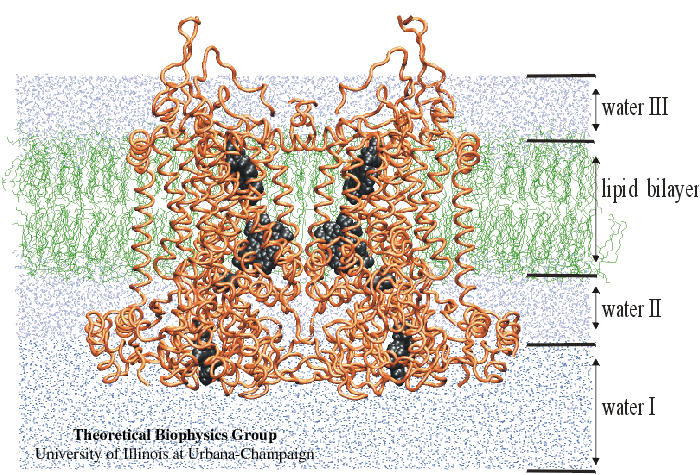 water III
lipid bilayer
water II
water I
Theoretical Biophysics Group
University of Illinois at Urbana-Champaign